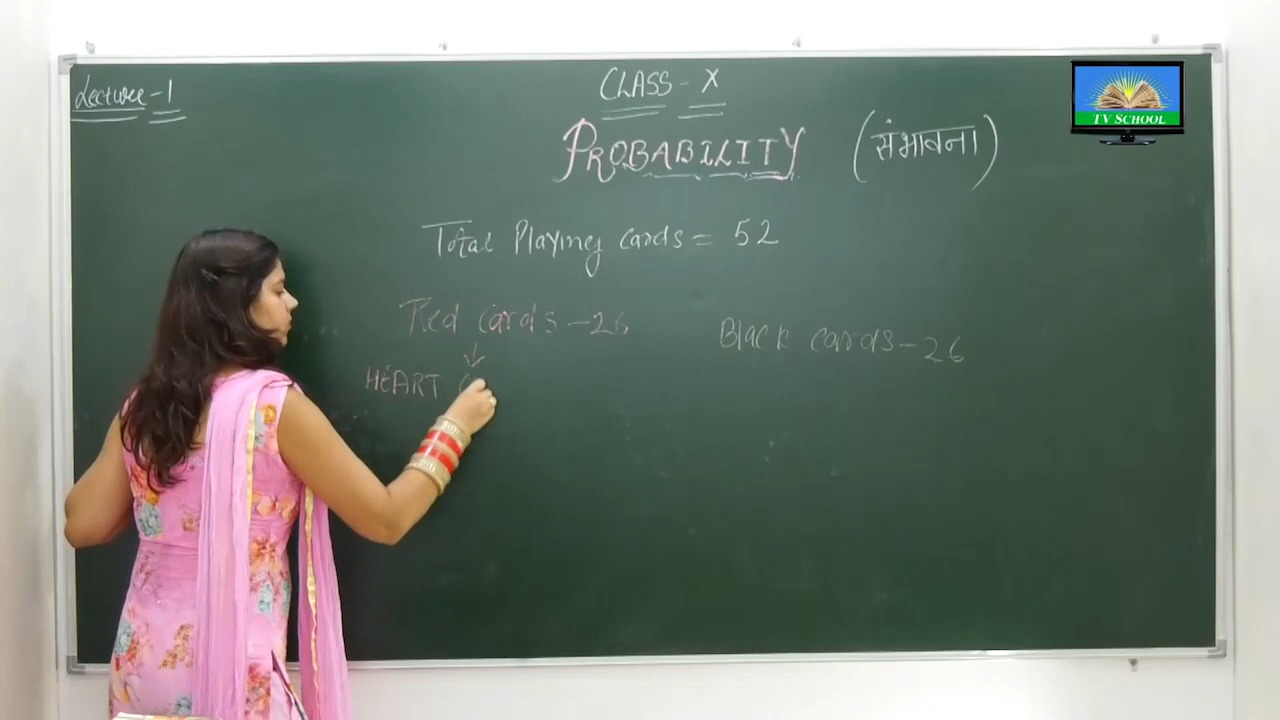 Lecture-1
CLASS - X
PROBABILITY (संभावना)
TV SCHOOL
Total Playing cards = 52
Red cards - 26
Black cards - 26
HEART (